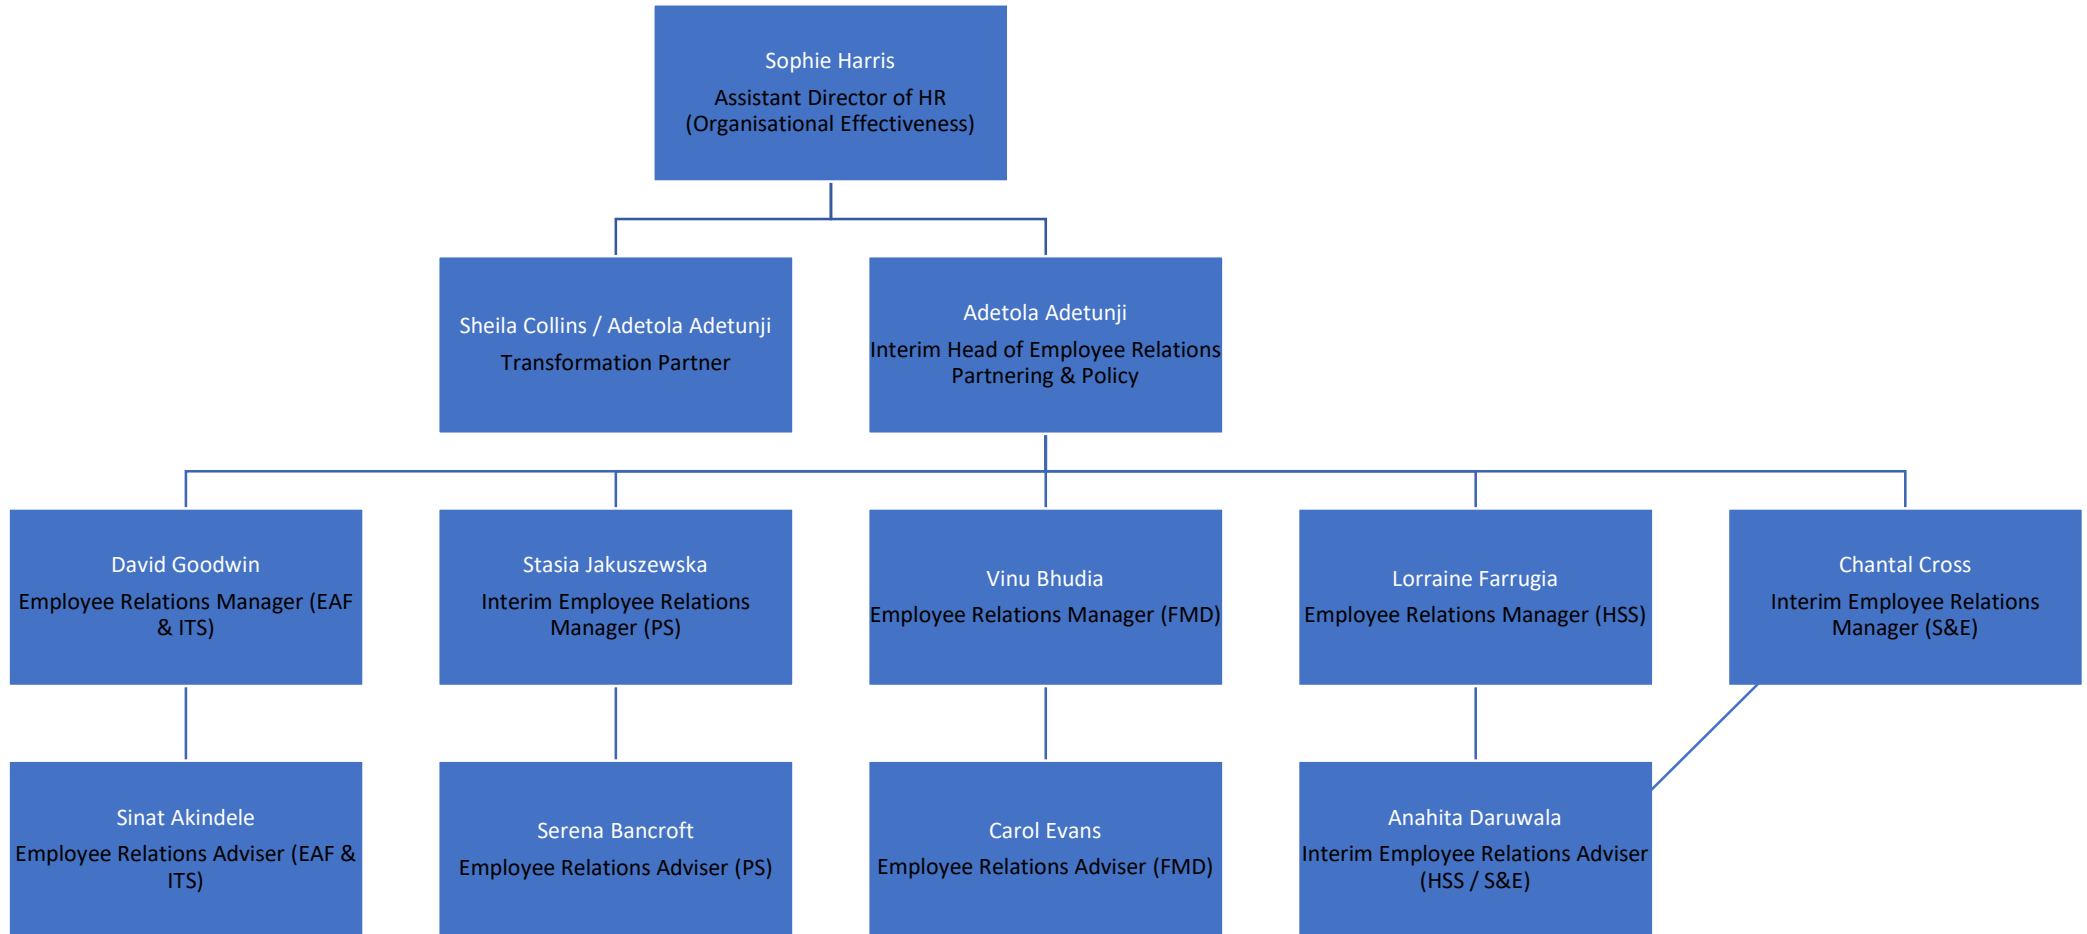 Sophie Harris
Assistant Director of HR
(Organisational Effectiveness)
Sheila Collins / Adetola Adetunji
Transformation Partner
Adetola Adetunji
Interim Head of Employee Relations
Partnering & Policy
David Goodwin
Employee Relations Manager (EAF
& ITS)
Stasia Jakuszewska
Interim Employee Relations
Manager (PS)
Vinu Bhudia
Employee Relations Manager (FMD)
Lorraine Farrugia
Employee Relations Manager (HSS)
Chantal Cross
Interim Employee Relations
Manager (S&E)
Sinat Akindele
Employee Relations Adviser (EAF &
ITS)
Serena Bancroft
Employee Relations Adviser (PS)
Carol Evans
Employee Relations Adviser (FMD)
Anahita Daruwala
Interim Employee Relations Adviser
(HSS / S&E)